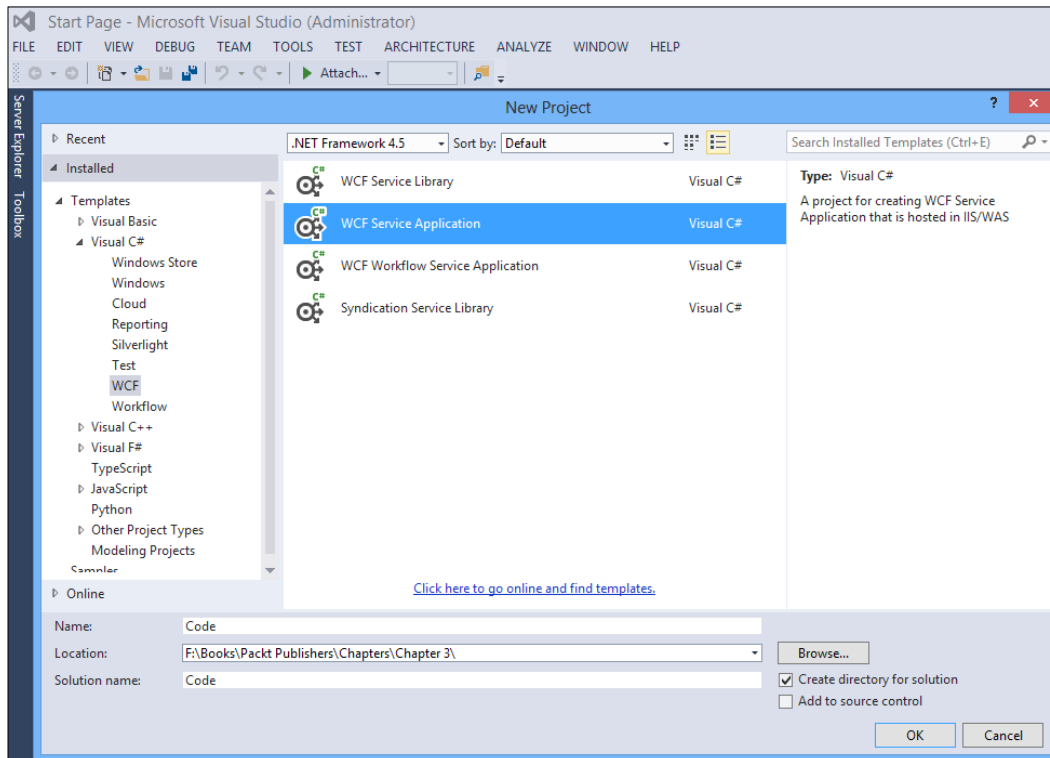 Start Page - Microsoft Visual Studio (Administrator)
FILE EDIT VIEW DEBUG TEAM TOOLS TEST ARCHITECTURE ANALYZE WINDOW HELP
Attach...
Server Explorer
Toolbox
New Project
?
Recent
Installed
Templates
Visual Basic
Visual C#
Windows Store
Windows
Cloud
Reporting
Silverlight
Test
WCF
Workflow
Visual C++
Visual F#
TypeScript
JavaScript
Python
Other Project Types
Modeling Projects
Samples
Online
.NET Framework 4.5 Sort by: Default
C# WCF Service Library Visual C#
C# WCF Service Application Visual C#
C# WCF Workflow Service Application Visual C#
C# Syndication Service Library Visual C#
Click here to go online and find templates.
Search Installed Templates (Ctrl+E)
Type: Visual C#
A project for creating WCF Service
Application that is hosted in IIS/WAS
Name: Code
Location: F:\Books\Packt Publishers\Chapters\Chapter 3\ Browse...
Solution name: Code
Create directory for solution
Add to source control
OK Cancel